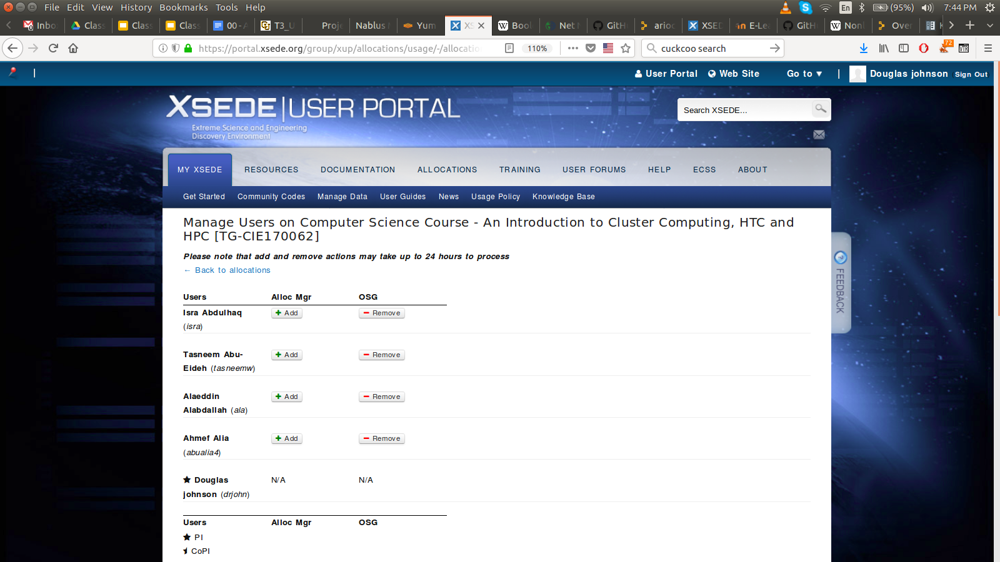 File Edit View History Bookmarks Tools Help
En (95%) 7:44 PM
Inbo Class Class Class 00 - A T3_U Proje Nablus Yum XS Bool Net GitH ario XSED E-Lea GitH Nonl Over K
https://portal.xsede.org/group/xup/allocations/usage/-/allocatio 110% cuckcoo search 72
User Portal Web Site Go to Douglas johnson (Sign Out)
XSEDE USER PORTAL
Extreme Science and Engineering
Discovery Environment
Search XSEDE...
MY XSEDE RESOURCES DOCUMENTATION ALLOCATIONS TRAINING USER FORUMS HELP ECSS ABOUT
Get Started Community Codes Manage Data User Guides News Usage Policy Knowledge Base
Manage Users on Computer Science Course - An Introduction to Cluster Computing, HTC and
HPC [TG-CIE170062]
Please note that add and remove actions may take up to 24 hours to process
← Back to allocations
Users Alloc Mgr OSG
Isra Abdulhaq Add Remove
(isra)
Tasneem Abu- Add Remove
Eideh (tasneemw)
Alaeddin Add Remove
Alabdallah (ala)
Ahmef Alia Add Remove
(abualia4)
★ Douglas N/A N/A
johnson (drjohn)
Users Alloc Mgr OSG
★ PI
CoPI
FEEDBACK